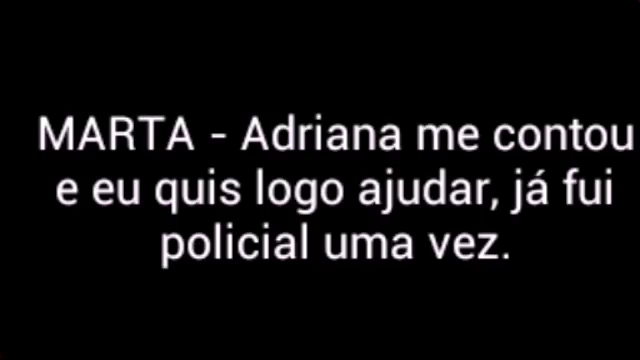 MARTA - Adriana me contou
e eu quis logo ajudar, já fui
policial uma vez.